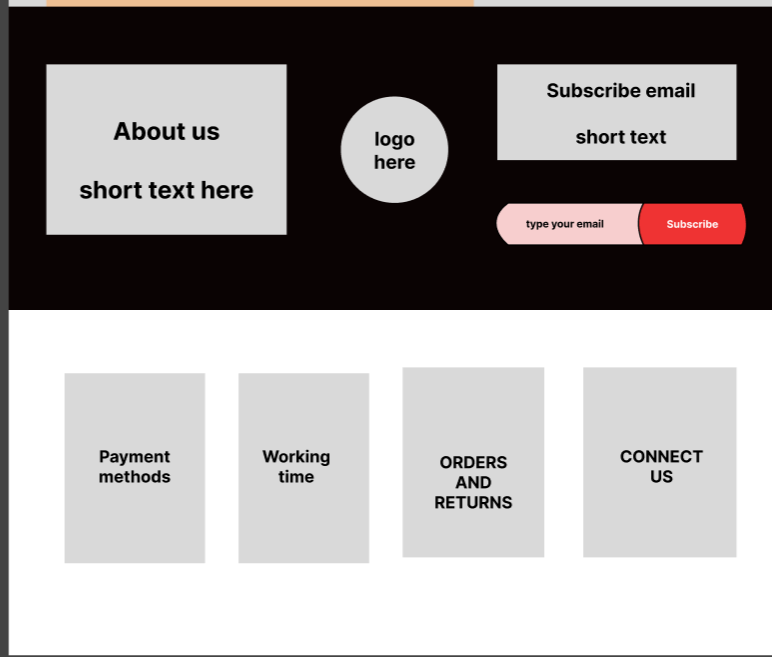 About us
short text here
logo
here
Subscribe email
short text
type your email
Subscribe
Payment
methods
Working
time
ORDERS
AND
RETURNS
CONNECT
US